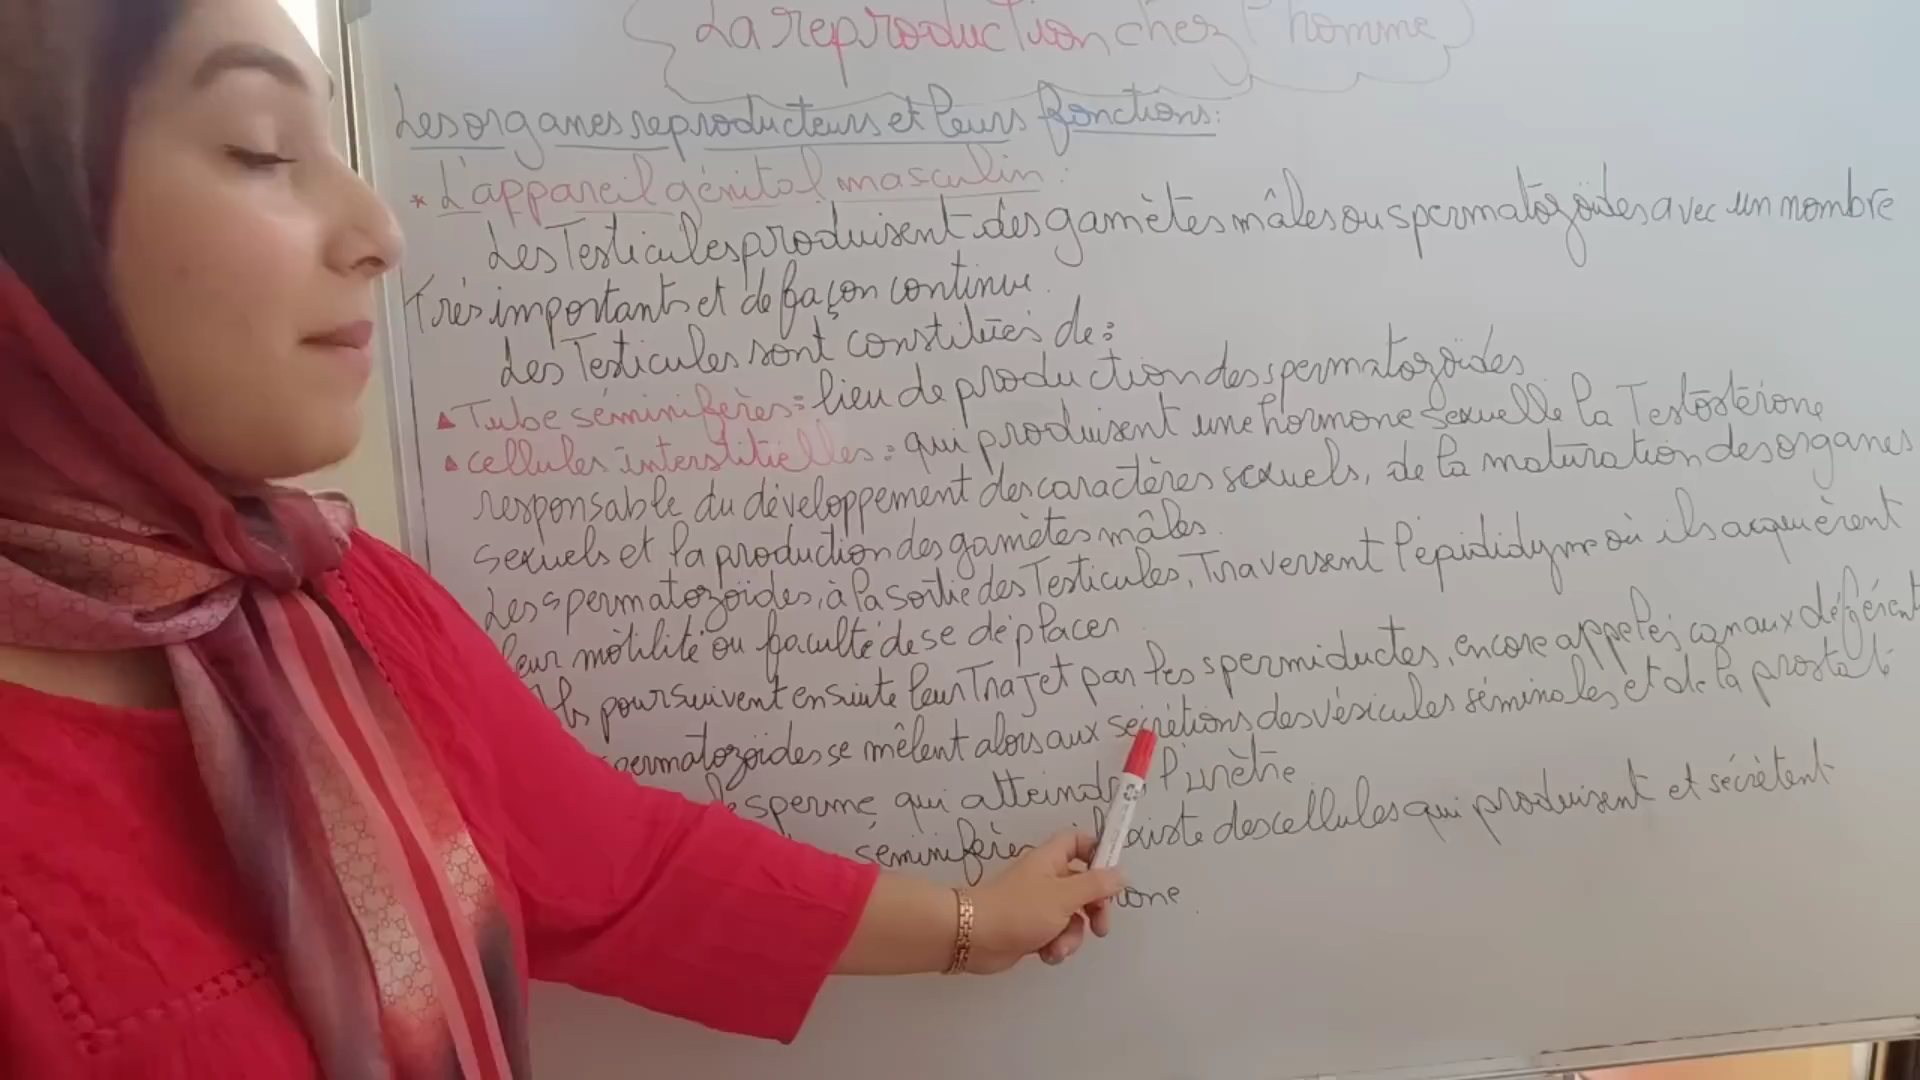 La reproduction chez l'homme
Les organes reproducteurs et leurs fonctions:
* L'appareil génital masculin:
Les Testicules produisent des gamètes mâles ou spermatozoïdes avec un nombre
très importants et de façon continue.
Les Testicules sont constitués de:
▲ Tube séminifères: lieu de production des spermatozoïdes
▲ cellules interstitielles: qui produisent une hormone sexuelle la Testostérone
responsable du développement des caractères sexuels, de la maturation des organes
sexuels et la production des gamètes mâles.
Les spermatozoïdes, à la sortie des Testicules, Traversent l'épididyme où ils acquièrent
leur motilité ou faculté de se déplacer
poursuivent ensuite leur Trajet par les spermiductes, encore appelés canaux déférent
se mêlent alors aux sécrétions des vésicules séminales et de la prostate
sperme qui atteindra l'urètre
séminifères existe des cellules qui produisent et sécrètent